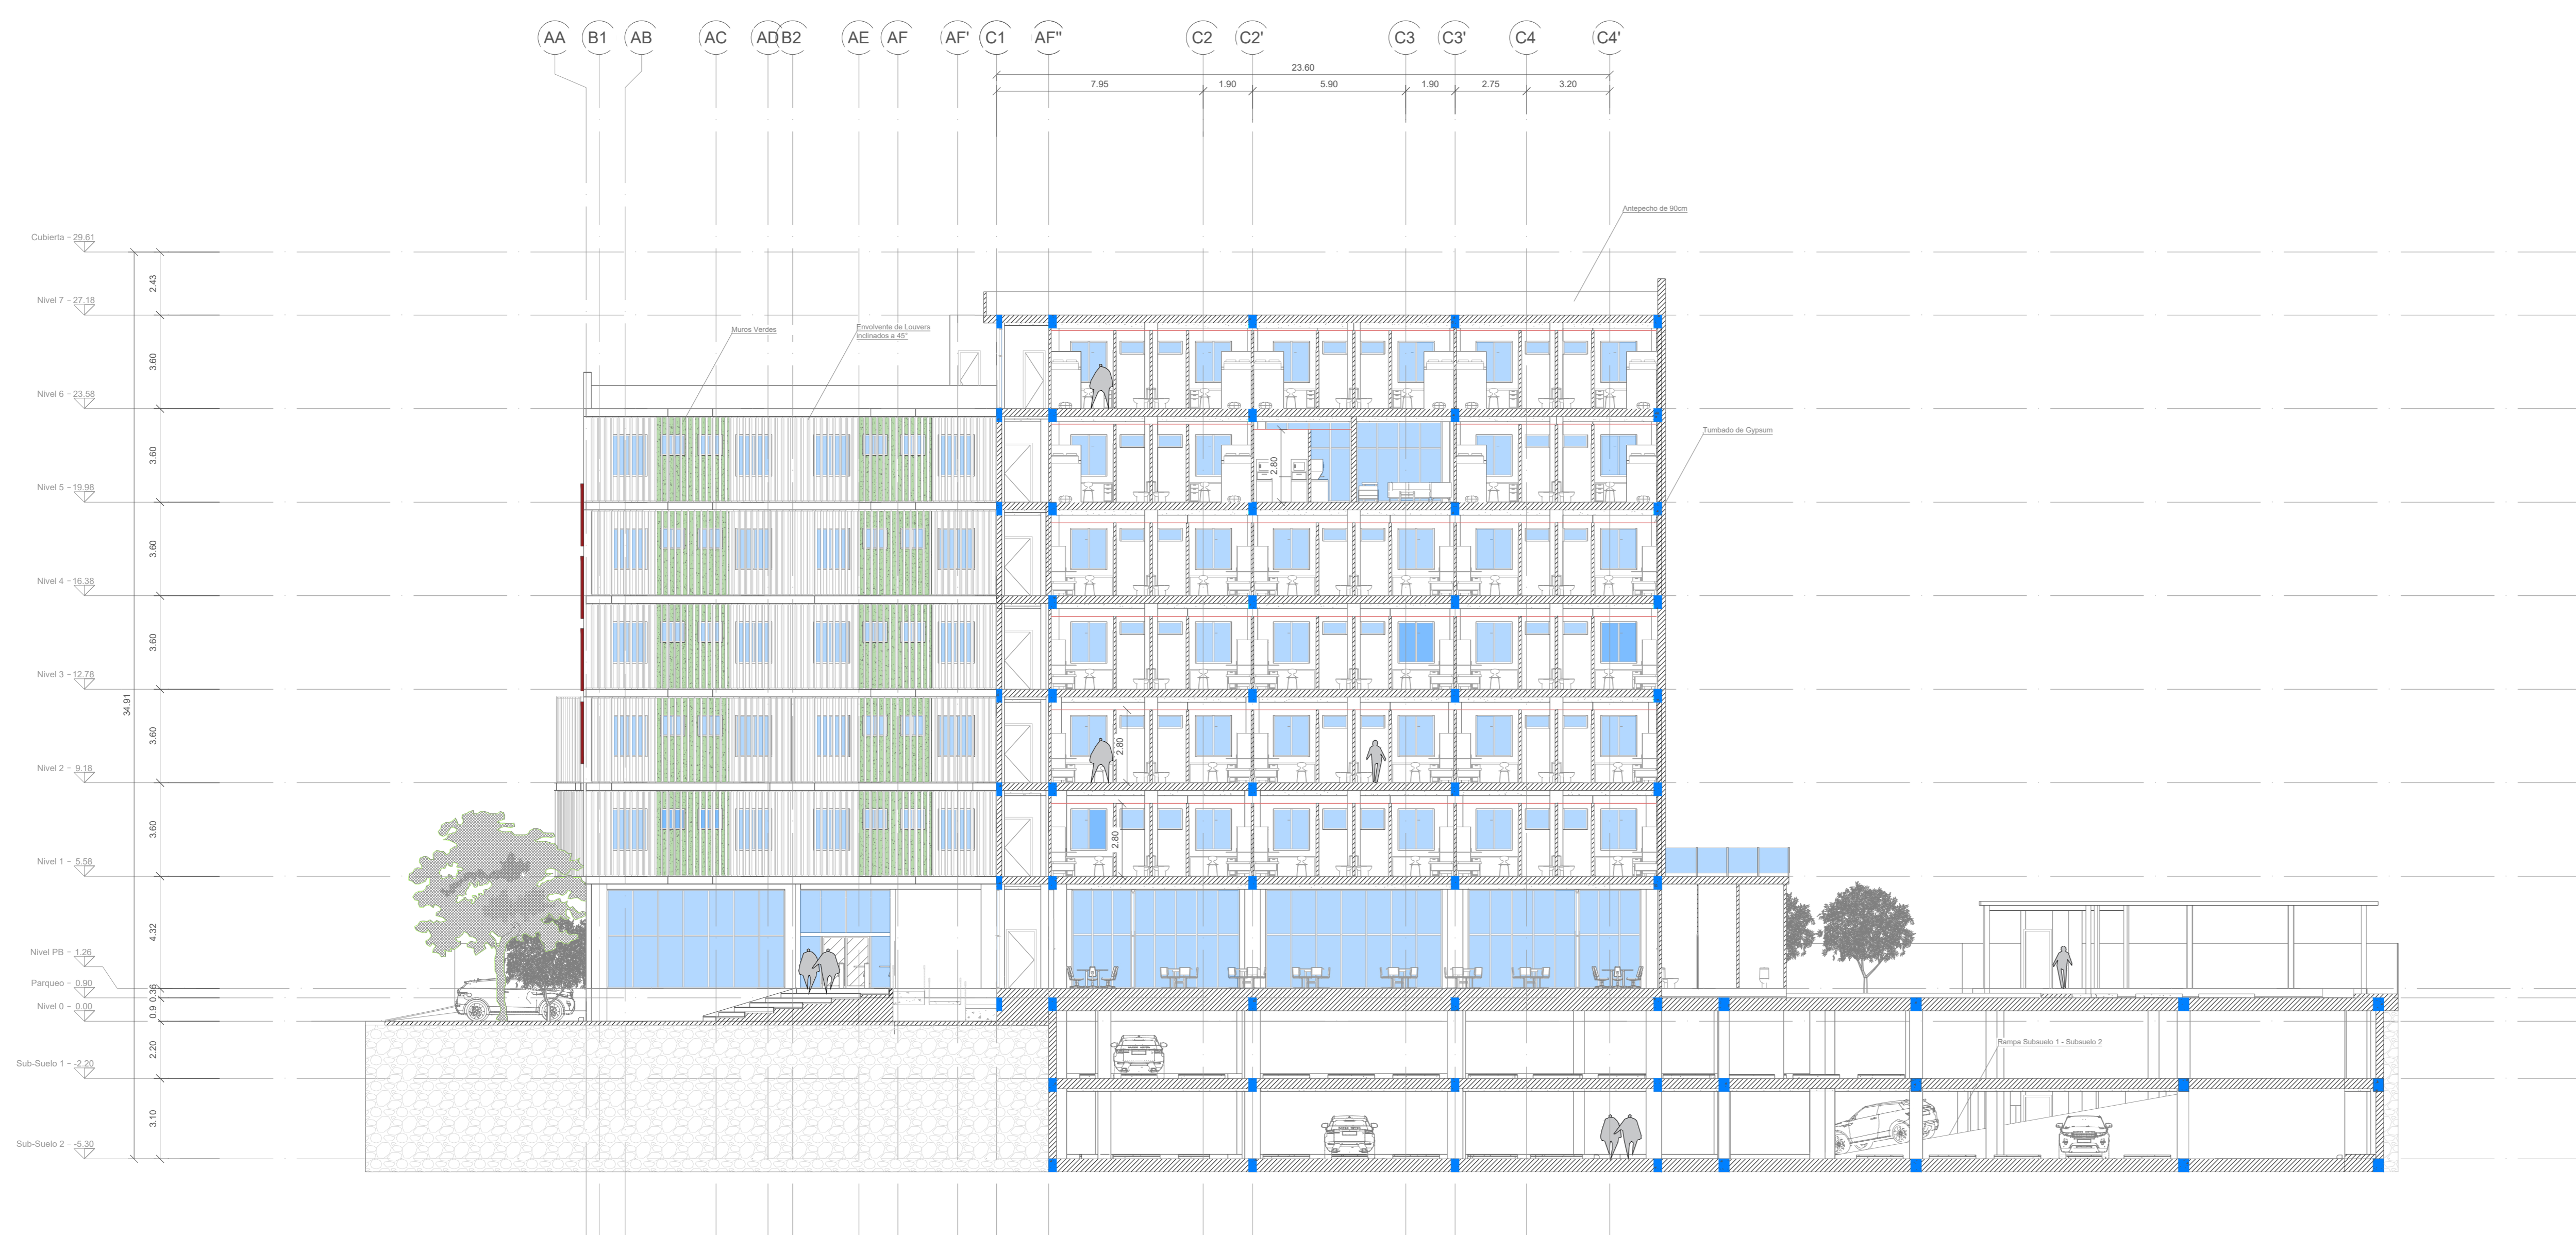 AA
B1
AB
AC
AD
B2
AE
AF
AF'
C1
AF"
C2
C2'
C3
C3'
C4
C4'
23.60
7.95
1.90
5.90
1.90
2.75
3.20
Antepecho de 90cm
Cubierta - 29.61
2.43
Nivel 7 - 27.18
Muros Verdes
Envolvente de Louvers
inclinados a 45°
3.60
Nivel 6 - 23.58
Tumbado de Gypsum
3.60
2.80
Nivel 5 - 19.98
3.60
Nivel 4 - 16.38
3.60
Nivel 3 - 12.78
34.91
3.60
2.80
Nivel 2 - 9.18
3.60
2.80
Nivel 1 - 5.58
4.32
Nivel PB - 1.26
Parqueo - 0.90
0.36
Nivel 0 - 0.00
0.9
2.20
Rampa Subsuelo 1 - Subsuelo 2
Sub-Suelo 1 - -2.20
3.10
Sub-Suelo 2 - -5.30